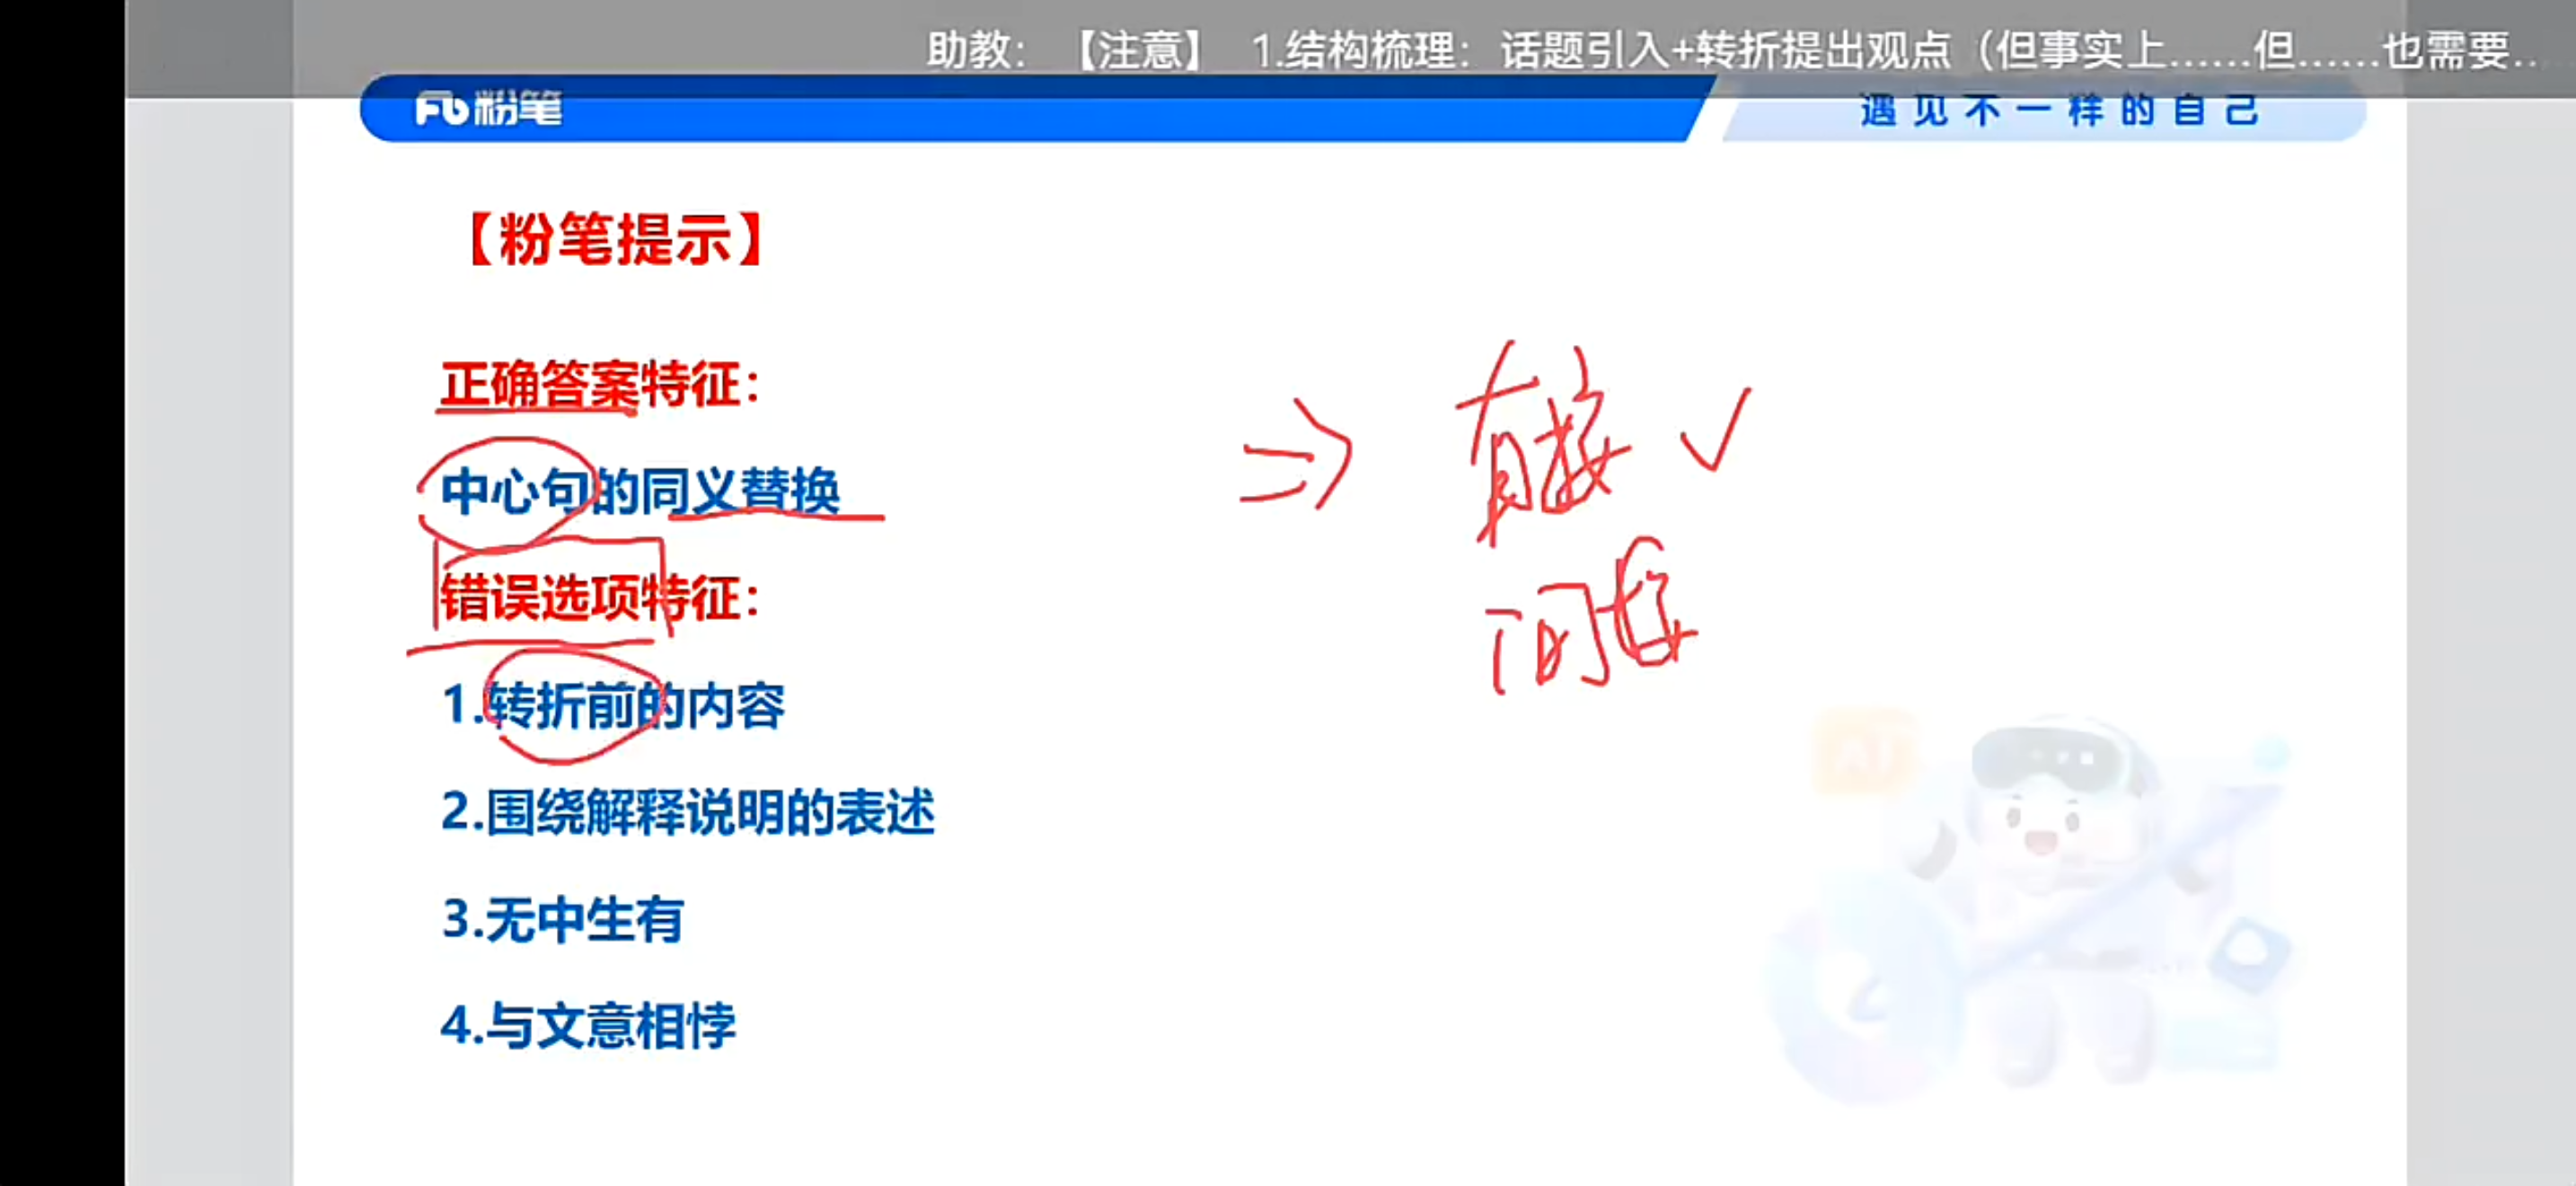 助教：【注意】 1.结构梳理：话题引入+转折提出观点（但事实上……但……也需要…
粉笔
遇见不一样的自己
【粉笔提示】
正确答案特征：
中心句的同义替换
直接
错误选项特征：
间接
1.转折前的内容
2.围绕解释说明的表述
3.无中生有
4.与文意相悖